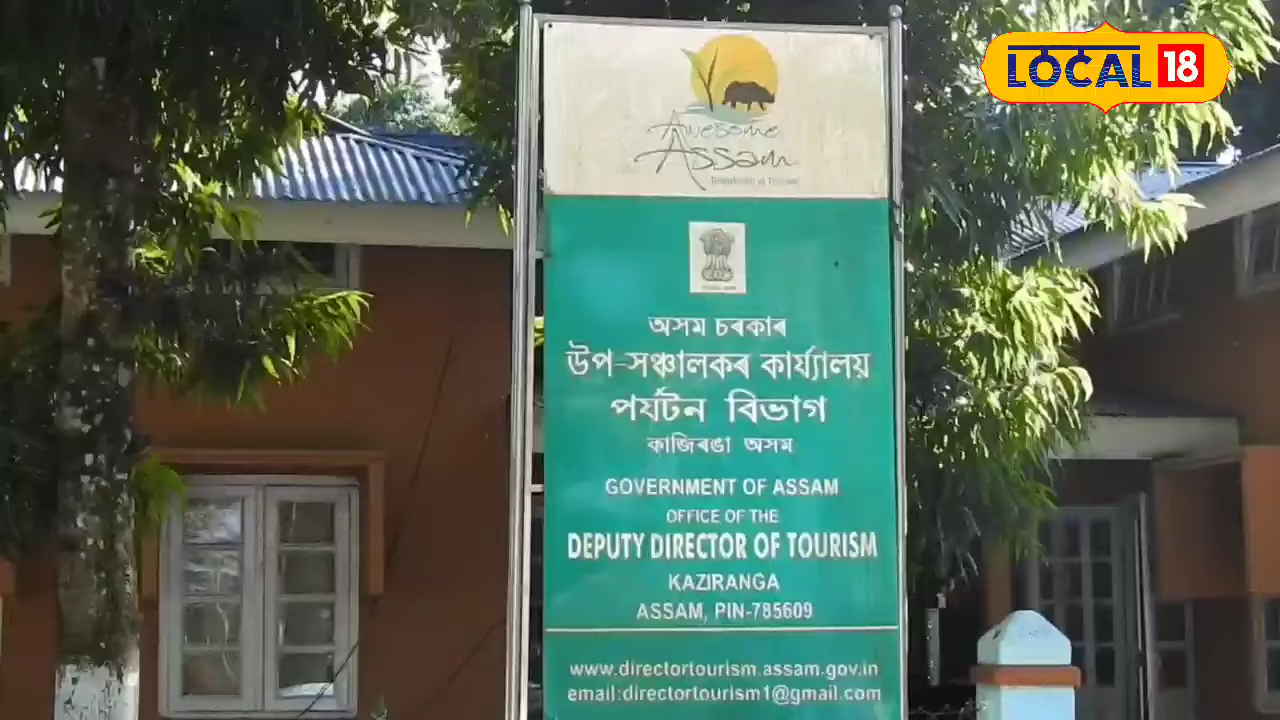 LOCAL 18
Awesome
Assam
অসম চৰকাৰ
উপ-সঞ্চালকৰ কাৰ্য্যালয়
পৰ্যটন বিভাগ
কাজিৰঙা অসম
GOVERNMENT OF ASSAM
OFFICE OF THE
DEPUTY DIRECTOR OF TOURISM
KAZIRANGA
ASSAM, PIN-785609
www.directortourism.assam.gov.in
email:directortourism1@gmail.com